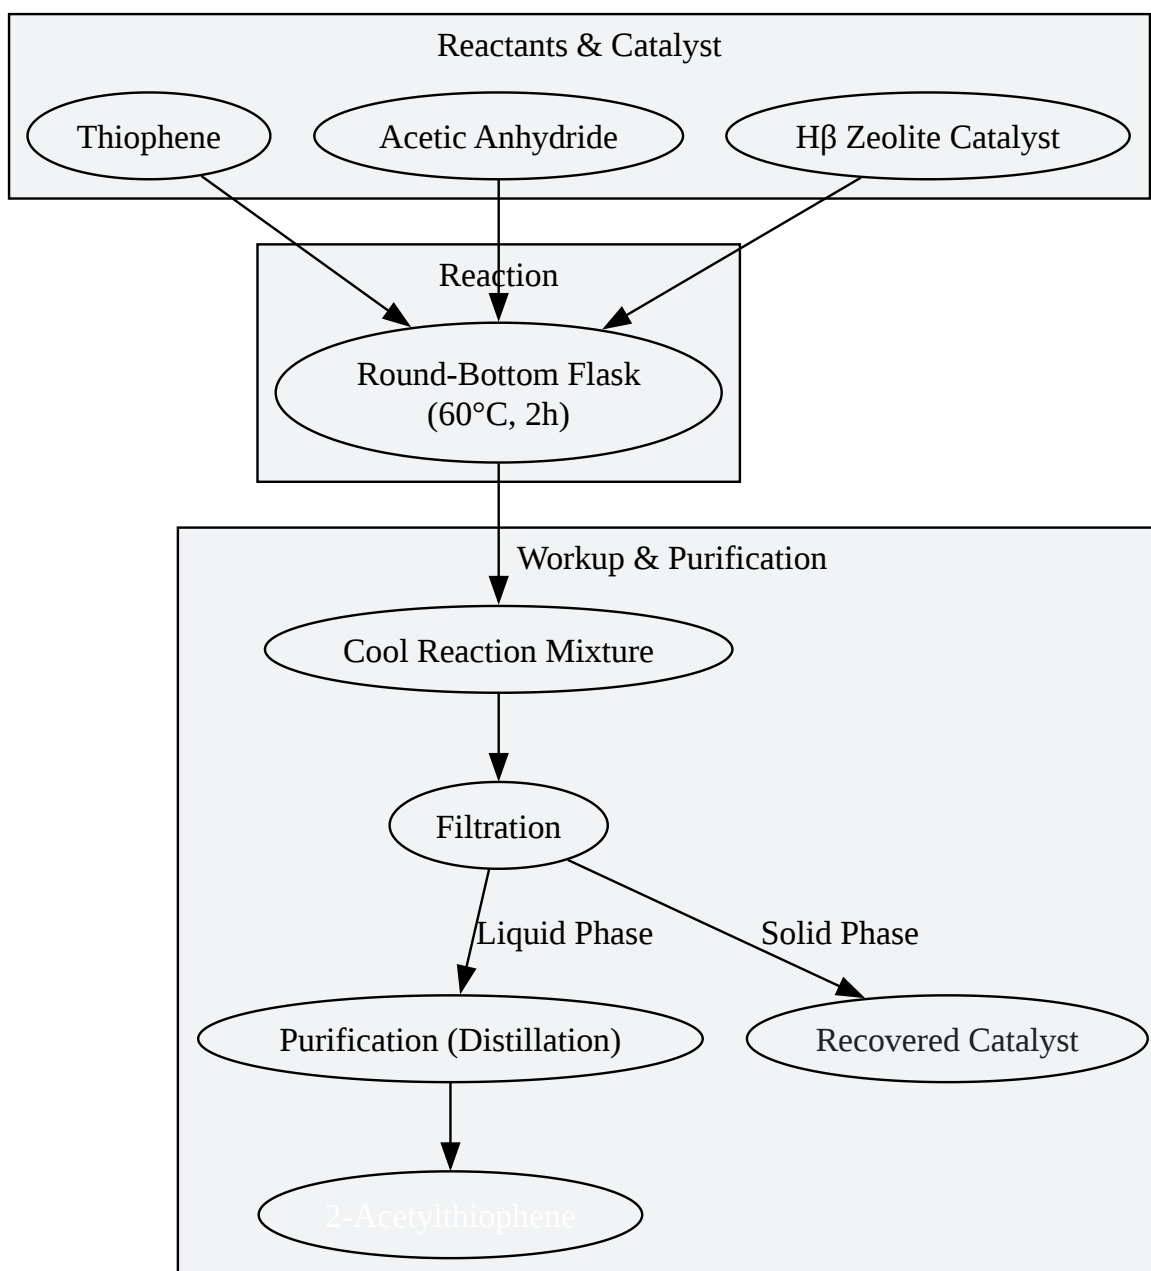 Reactants & Catalyst
Thiophene
Acetic Anhydride
Hβ Zeolite Catalyst
Reaction
Round-Bottom Flask
(60°C, 2h)
Workup & Purification
Cool Reaction Mixture
Filtration
Liquid Phase
Solid Phase
Purification (Distillation)
Recovered Catalyst
2-Acetylthiophene